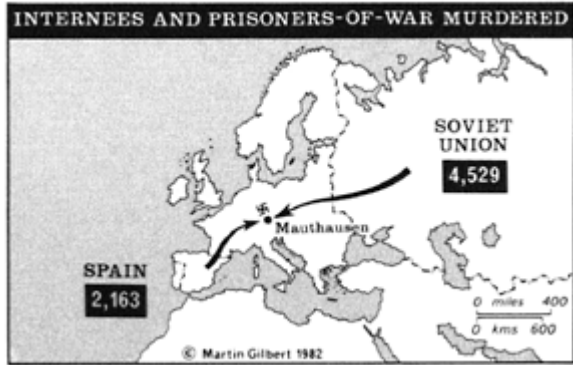 INTERNEES AND PRISONERS-OF-WAR MURDERED
SOVIET
UNION
4,529
Mauthausen
SPAIN
2,163
0 miles 400
0 kms 600
© Martin Gilbert 1982